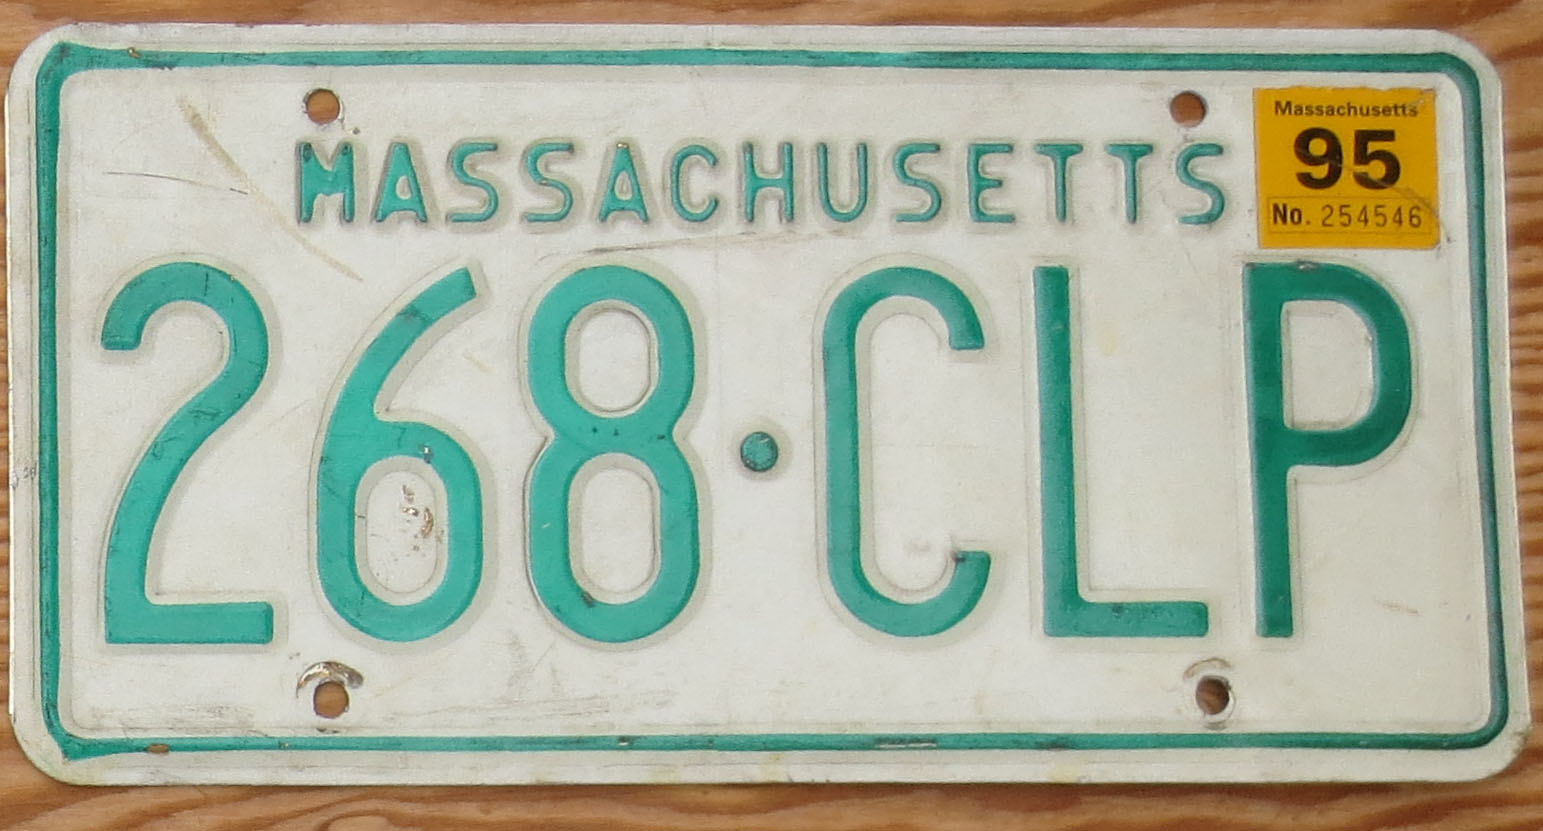 MASSACHUSETTS
Massachusetts
95
No. 254546
268·CLP